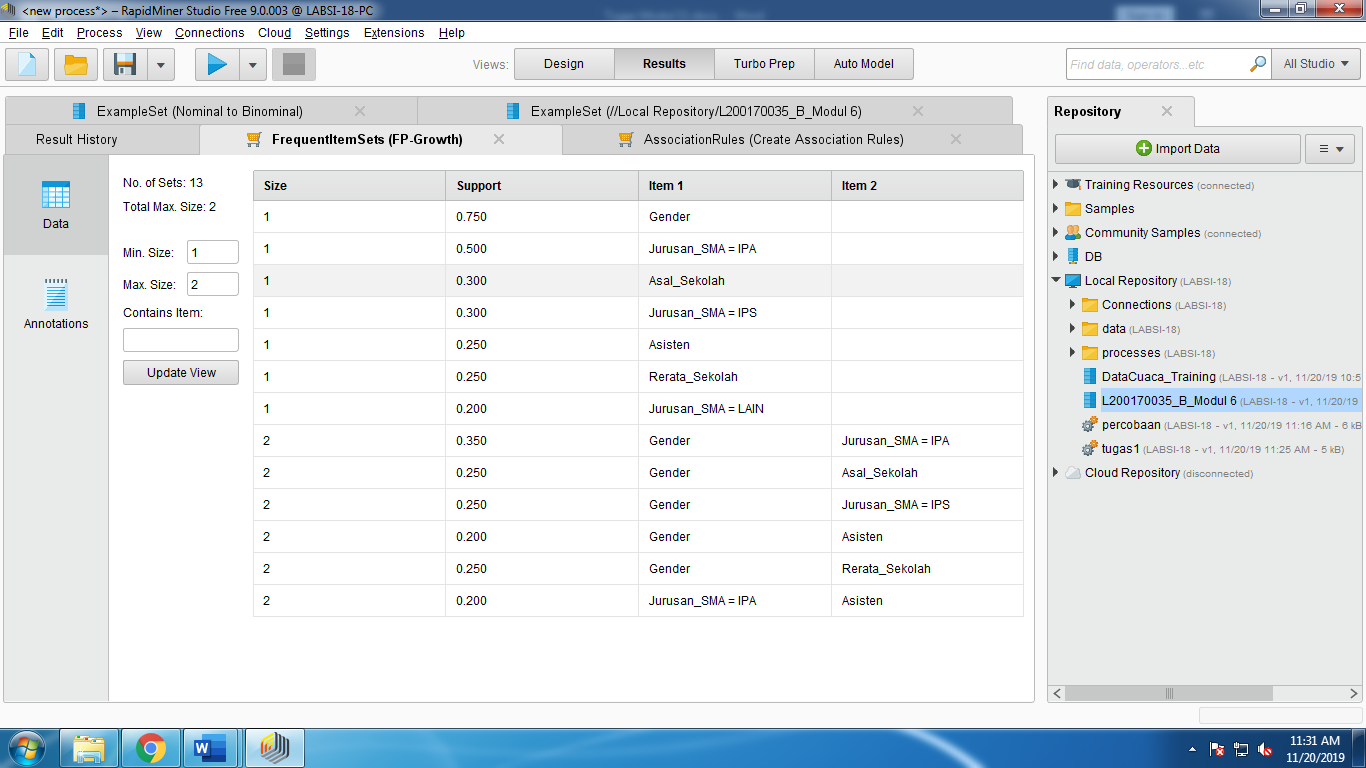 <new process*> – RapidMiner Studio Free 9.0.003 @ LABSI-18-PC
File Edit Process View Connections Cloud Settings Extensions Help
Views: Design Results Turbo Prep Auto Model
Find data, operators...etc All Studio
ExampleSet (Nominal to Binominal) ExampleSet (//Local Repository/L200170035_B_Modul 6)
Result History FrequentItemSets (FP-Growth) AssociationRules (Create Association Rules)
Data
Annotations
No. of Sets: 13
Total Max. Size: 2
Min. Size: 1
Max. Size: 2
Contains Item:
Update View
Size Support Item 1 Item 2
1 0.750 Gender
1 0.500 Jurusan_SMA = IPA
1 0.300 Asal_Sekolah
1 0.300 Jurusan_SMA = IPS
1 0.250 Asisten
1 0.250 Rerata_Sekolah
1 0.200 Jurusan_SMA = LAIN
2 0.350 Gender Jurusan_SMA = IPA
2 0.250 Gender Asal_Sekolah
2 0.250 Gender Jurusan_SMA = IPS
2 0.200 Gender Asisten
2 0.250 Gender Rerata_Sekolah
2 0.200 Jurusan_SMA = IPA Asisten
Repository
Import Data
Training Resources (connected)
Samples
Community Samples (connected)
DB
Local Repository (LABSI-18)
Connections (LABSI-18)
data (LABSI-18)
processes (LABSI-18)
DataCuaca_Training (LABSI-18 - v1, 11/20/19 10:5
L200170035_B_Modul 6 (LABSI-18 - v1, 11/20/19
percobaan (LABSI-18 - v1, 11/20/19 11:16 AM - 6 kB
tugas1 (LABSI-18 - v1, 11/20/19 11:25 AM - 5 kB)
Cloud Repository (disconnected)
11:31 AM
11/20/2019